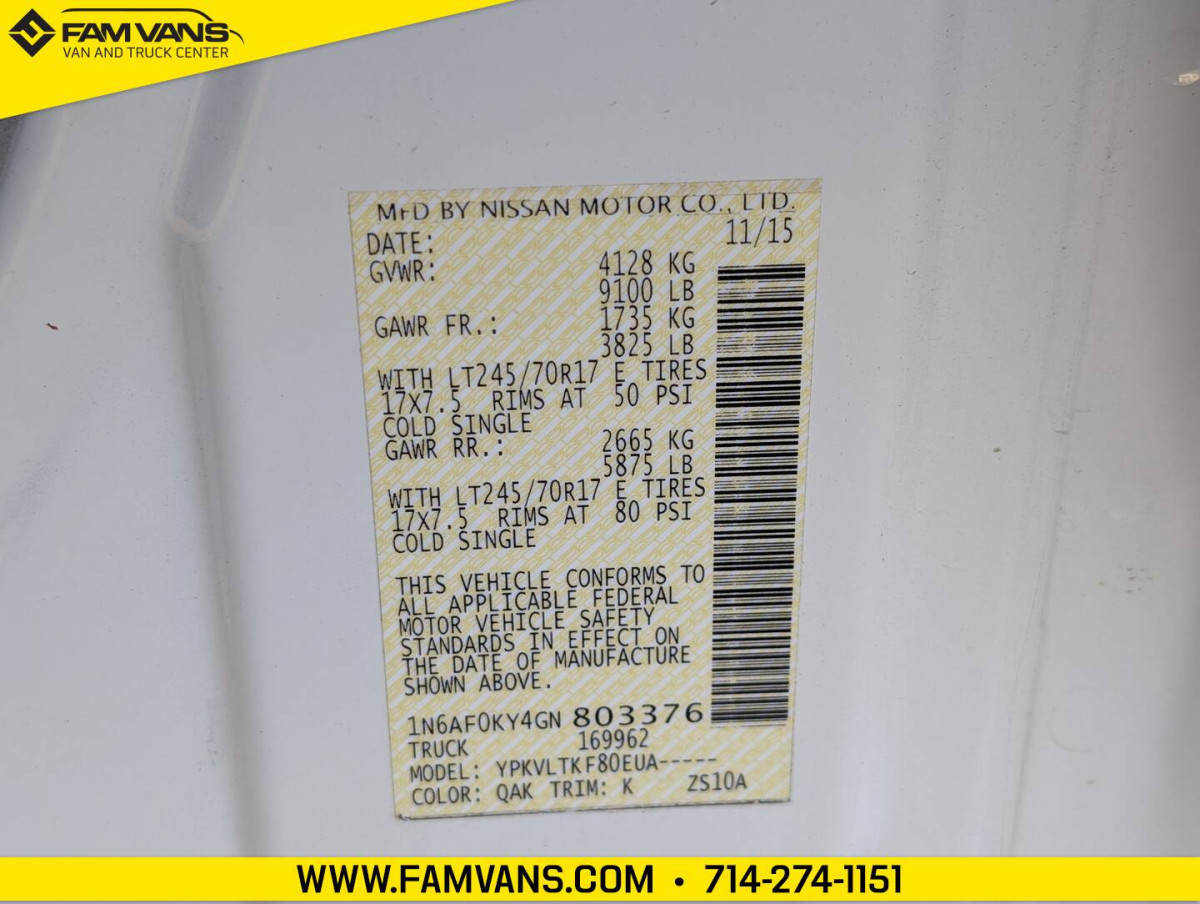 FAM VANS
VAN AND TRUCK CENTER
MFD BY NISSAN MOTOR CO., LTD.
DATE: 11/15
GVWR: 4128 KG
9100 LB
GAWR FR.: 1735 KG
3825 LB
WITH LT245/70R17 E TIRES
17X7.5 RIMS AT 50 PSI
COLD SINGLE
GAWR RR.: 2665 KG
5875 LB
WITH LT245/70R17 E TIRES
17X7.5 RIMS AT 80 PSI
COLD SINGLE
THIS VEHICLE CONFORMS TO
ALL APPLICABLE FEDERAL
MOTOR VEHICLE SAFETY
STANDARDS IN EFFECT ON
THE DATE OF MANUFACTURE
SHOWN ABOVE.
1N6AF0KY4GN 803376
TRUCK 169962
MODEL: YPKVLTKF80EUA-----
COLOR: QAK TRIM: K ZS10A
WWW.FAMVANS.COM • 714-274-1151